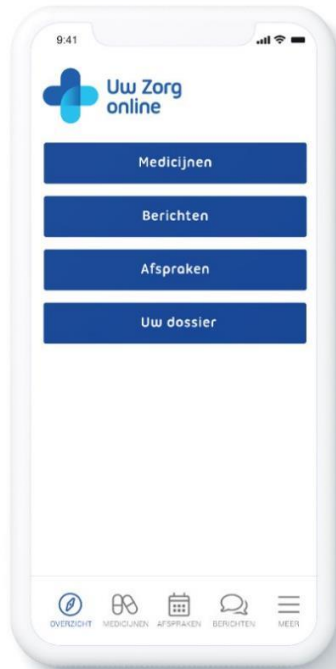 9:41
Uw Zorg
online
Medicijnen
Berichten
Afspraken
Uw dossier
OVERZICHT MEDICIJNEN AFSPRAKEN BERICHTEN MEER